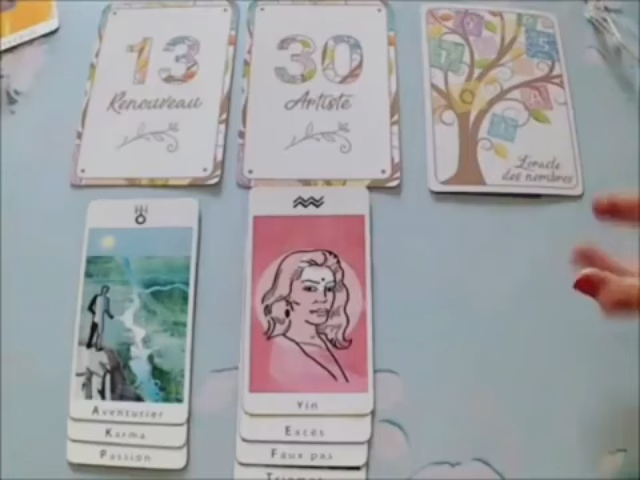 13
Renouveau
30
Artiste
L'oracle
des nombres
Aventurier
Karma
Passion
Yin
Excès
Faux pas